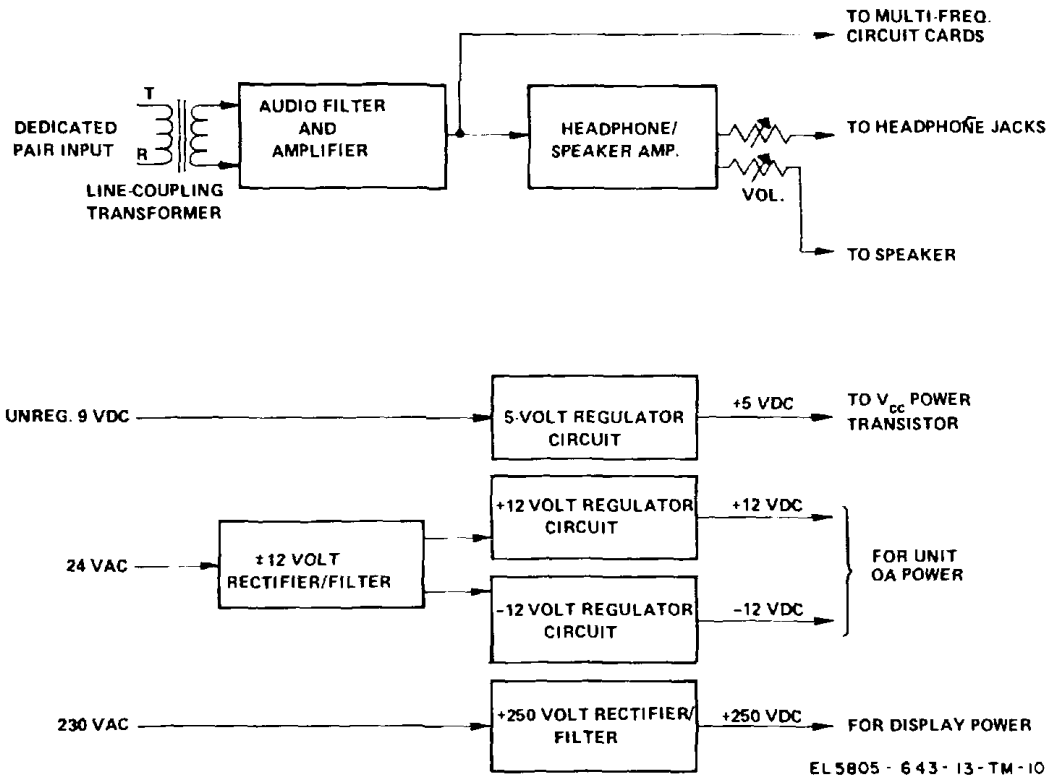 TO MULTI-FREQ.
CIRCUIT CARDS
T
DEDICATED
PAIR INPUT
R
LINE-COUPLING
TRANSFORMER
AUDIO FILTER
AND
AMPLIFIER
HEADPHONE/
SPEAKER AMP.
TO HEADPHONE JACKS
VOL.
TO SPEAKER
UNREG. 9 VDC
5-VOLT REGULATOR
CIRCUIT
+5 VDC
TO Vcc POWER
TRANSISTOR
24 VAC
±12 VOLT
RECTIFIER/FILTER
+12 VOLT REGULATOR
CIRCUIT
+12 VDC
-12 VOLT REGULATOR
CIRCUIT
-12 VDC
FOR UNIT
OA POWER
230 VAC
+250 VOLT RECTIFIER/
FILTER
+250 VDC
FOR DISPLAY POWER
EL5805-643-13-TM-10